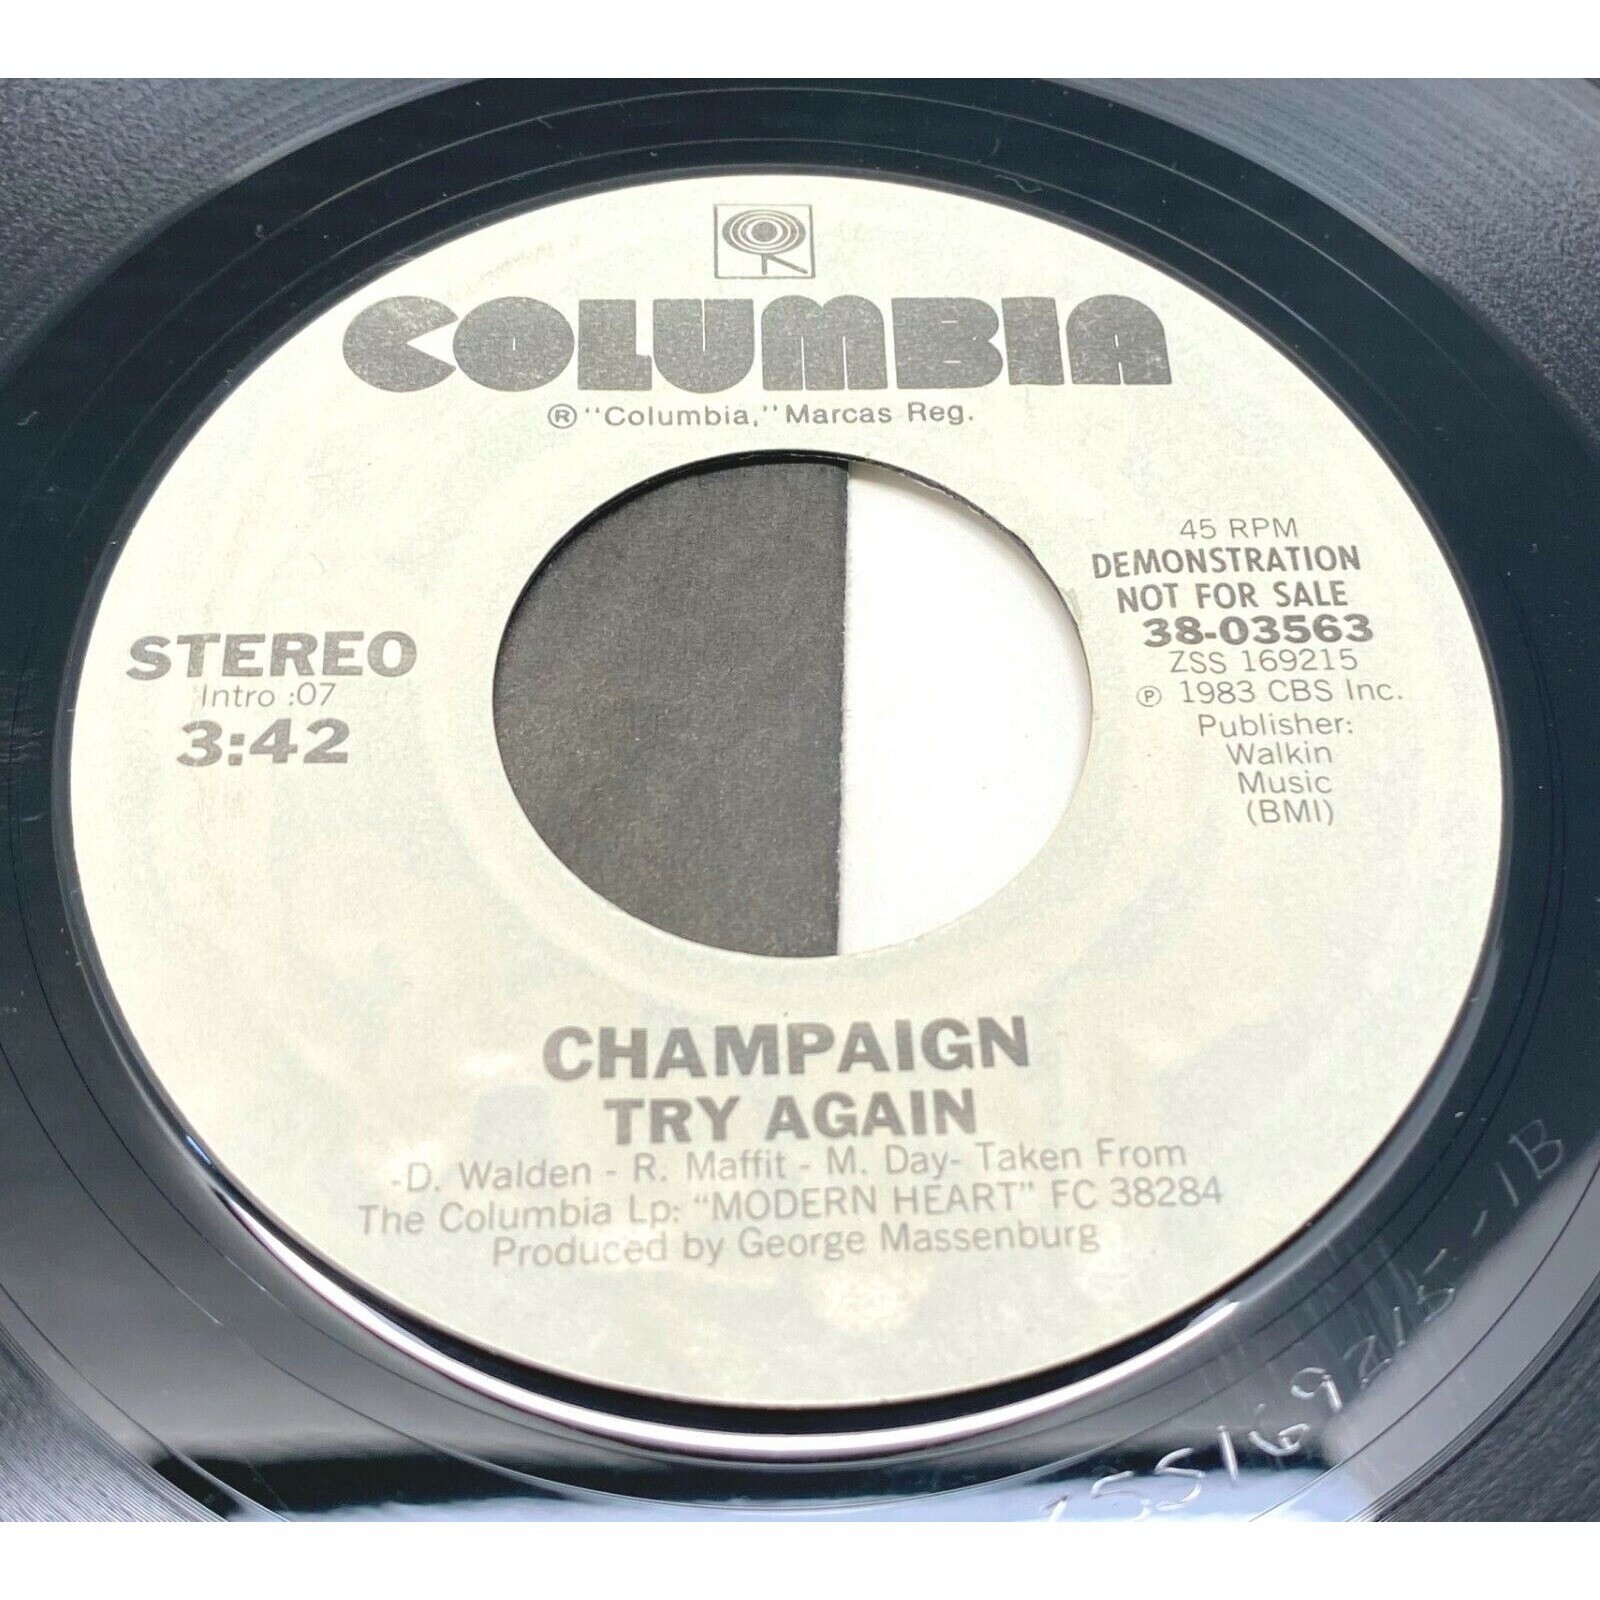 COLUMBIA
® "Columbia," Marcas Reg.
STEREO
Intro :07
3:42
45 RPM
DEMONSTRATION
NOT FOR SALE
38-03563
ZSS 169215
℗ 1983 CBS Inc.
Publisher:
Walkin
Music
(BMI)
CHAMPAIGN
TRY AGAIN
-D. Walden - R. Maffit - M. Day- Taken From
The Columbia Lp: "MODERN HEART" FC 38284
Produced by George Massenburg
ZSS169215-1B